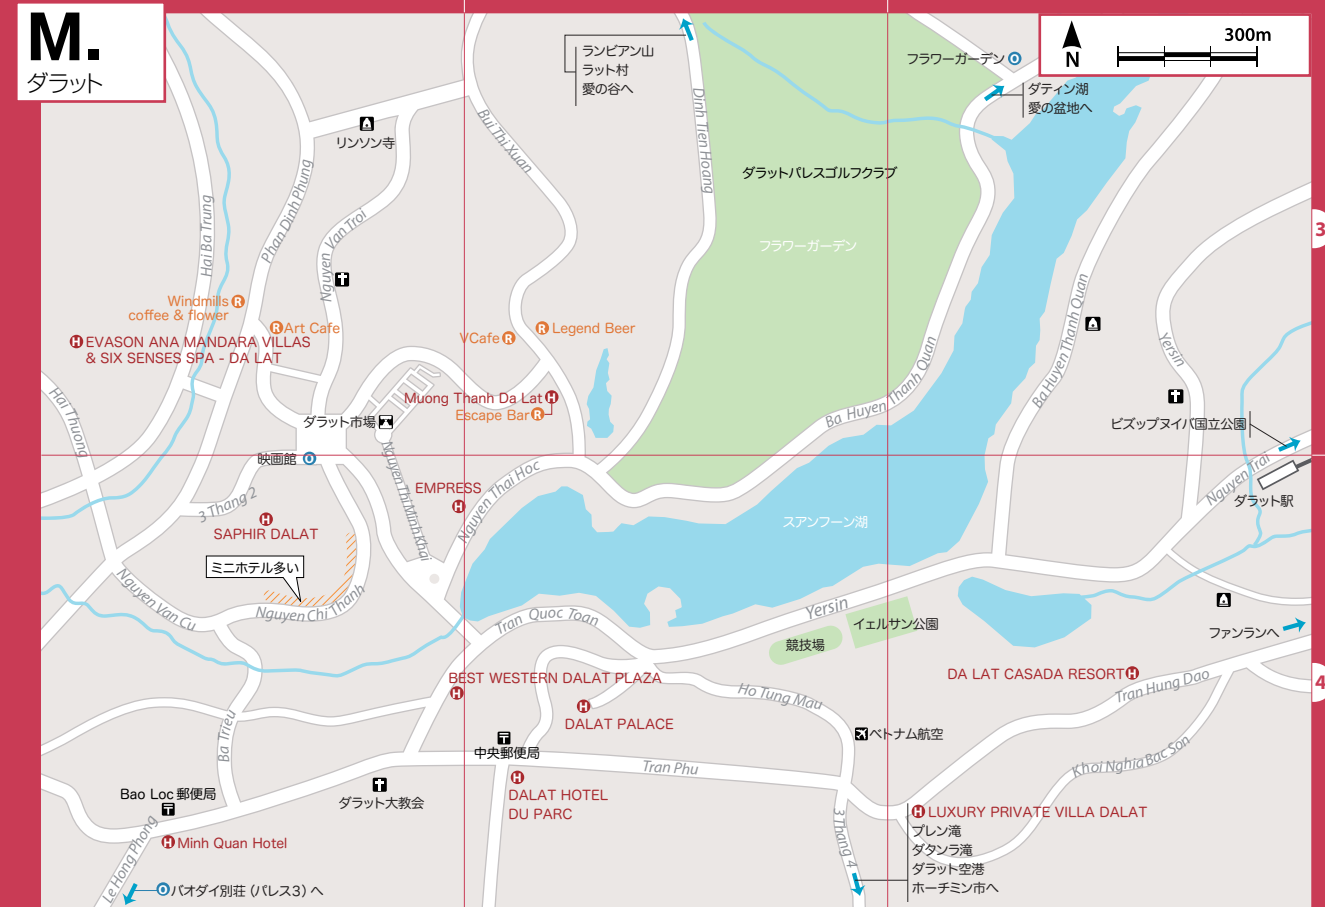 M.
ダラット
N
300m
ランビアン山
ラット村
愛の谷へ
フラワーガーデン
ダティン湖
愛の盆地へ
リンソン寺
Bui Thi Xuan
Dinh Tien Hoang
ダラットパレスゴルフクラブ
フラワーガーデン
Hai Ba Trung
Phan Dinh Phung
Nguyen Van Troi
3
Windmills
coffee & flower
Art Cafe
VCafe
Legend Beer
EVASON ANA MANDARA VILLAS
& SIX SENSES SPA - DA LAT
Ba Huyen Thanh Quan
Ba Huyen Thanh Quan
Yersin
Hai Thuong
Muong Thanh Da Lat
Escape Bar
ダラット市場
ビズップヌイバ国立公園
映画館
Nguyen Thi Minh Khai
Nguyen Thai Hoc
Nguyen Trai
ダラット駅
3 Thang 2
EMPRESS
SAPHIR DALAT
スアンフーン湖
ミニホテル多い
Nguyen Van Cu
Nguyen Chi Thanh
Tran Quoc Toan
Yersin
イェルサン公園
競技場
ファンランへ
BEST WESTERN DALAT PLAZA
DA LAT CASADA RESORT
Tran Hung Dao
4
Ho Tung Mau
DALAT PALACE
Ba Trieu
ベトナム航空
中央郵便局
Tran Phu
Khoi Nghia Bac Son
Bao Loc 郵便局
ダラット大教会
DALAT HOTEL
DU PARC
3 Thang 4
LUXURY PRIVATE VILLA DALAT
プレン滝
ダタンラ滝
ダラット空港
ホーチミン市へ
Minh Quan Hotel
Le Hong Phong
バオダイ別荘（パレス3）へ